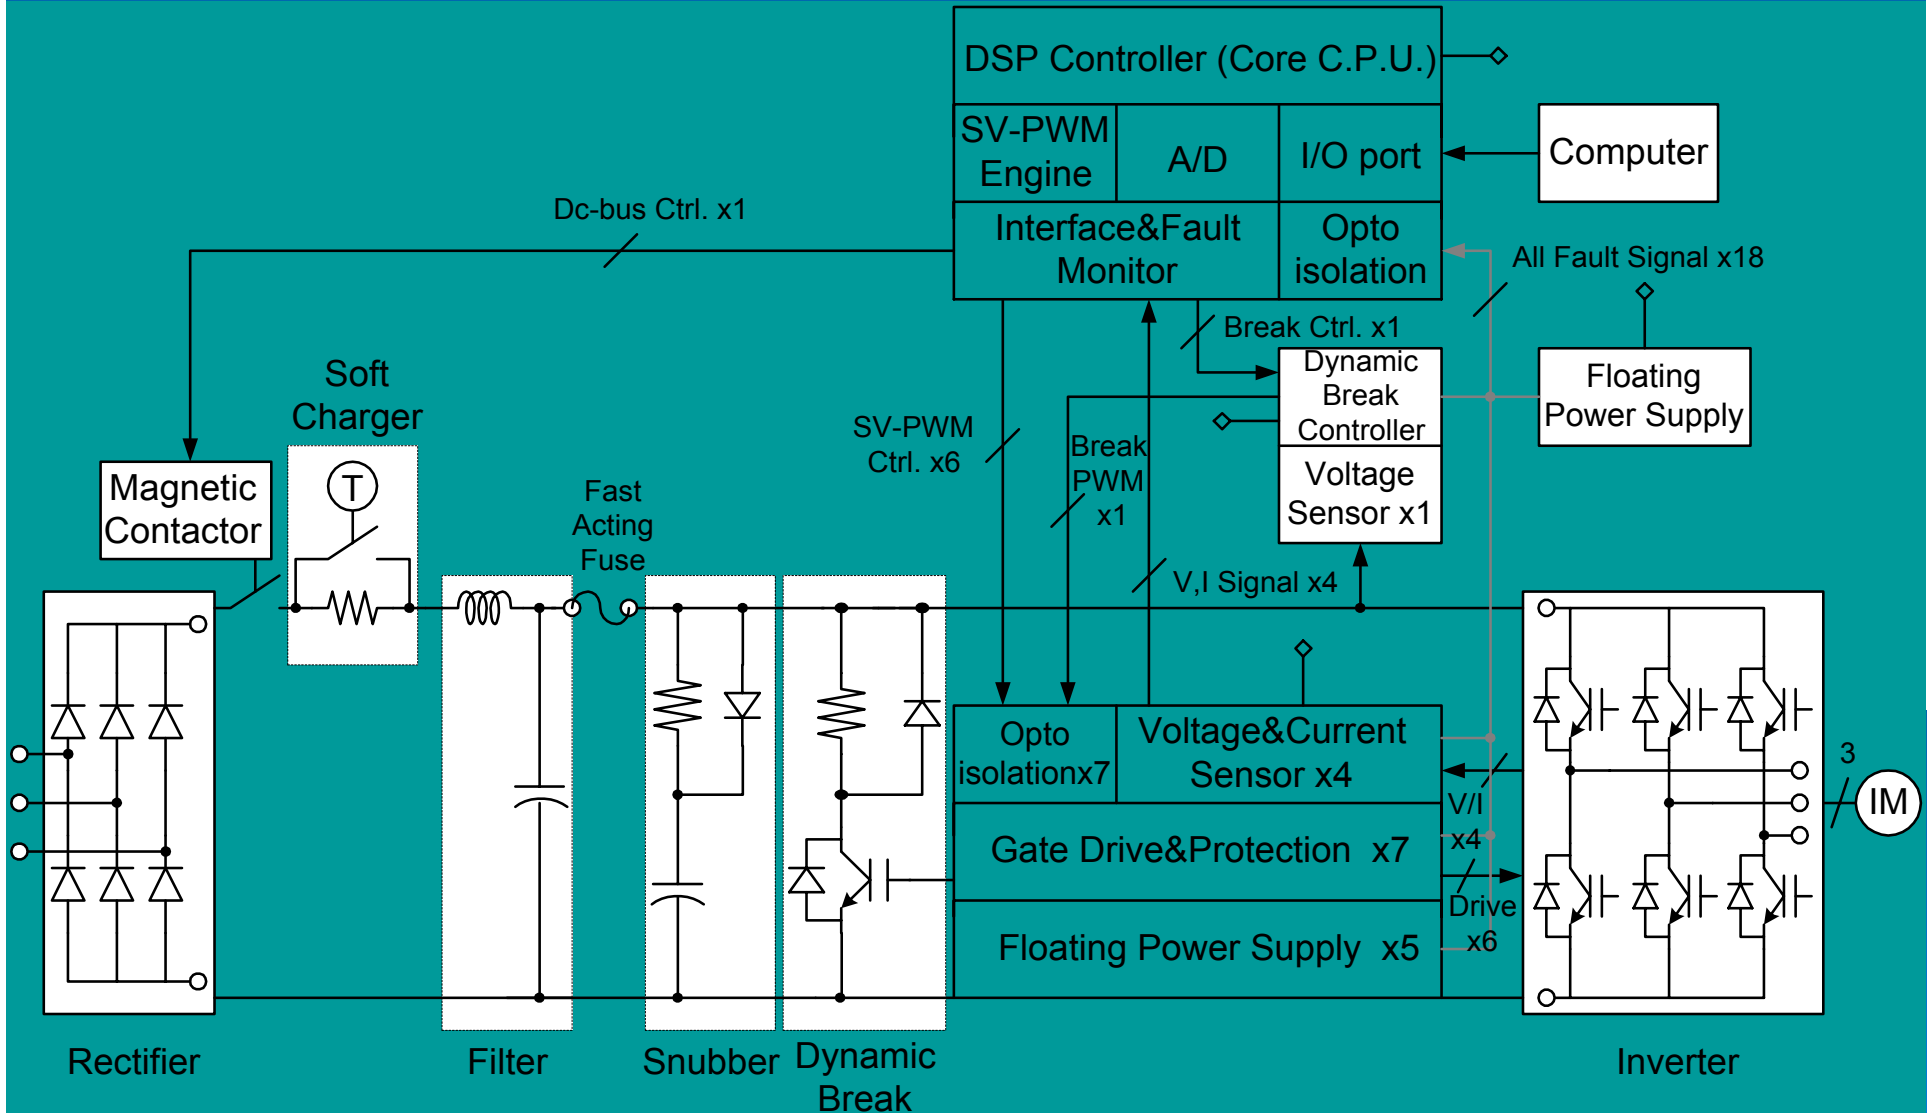 DSP Controller (Core C.P.U.)
SV-PWM
Engine
A/D
I/O port
Computer
Interface&Fault
Monitor
Opto
isolation
Dc-bus Ctrl. x1
All Fault Signal x18
Break Ctrl. x1
Dynamic
Break
Controller
Floating
Power Supply
Voltage
Sensor x1
Soft
Charger
T
Magnetic
Contactor
Fast
Acting
Fuse
SV-PWM
Ctrl. x6
Break
PWM
x1
V,I Signal x4
Opto
isolationx7
Voltage&Current
Sensor x4
Gate Drive&Protection x7
Floating Power Supply x5
V/I
x4
Drive
x6
3
IM
Rectifier
Filter
Snubber
Dynamic
Break
Inverter